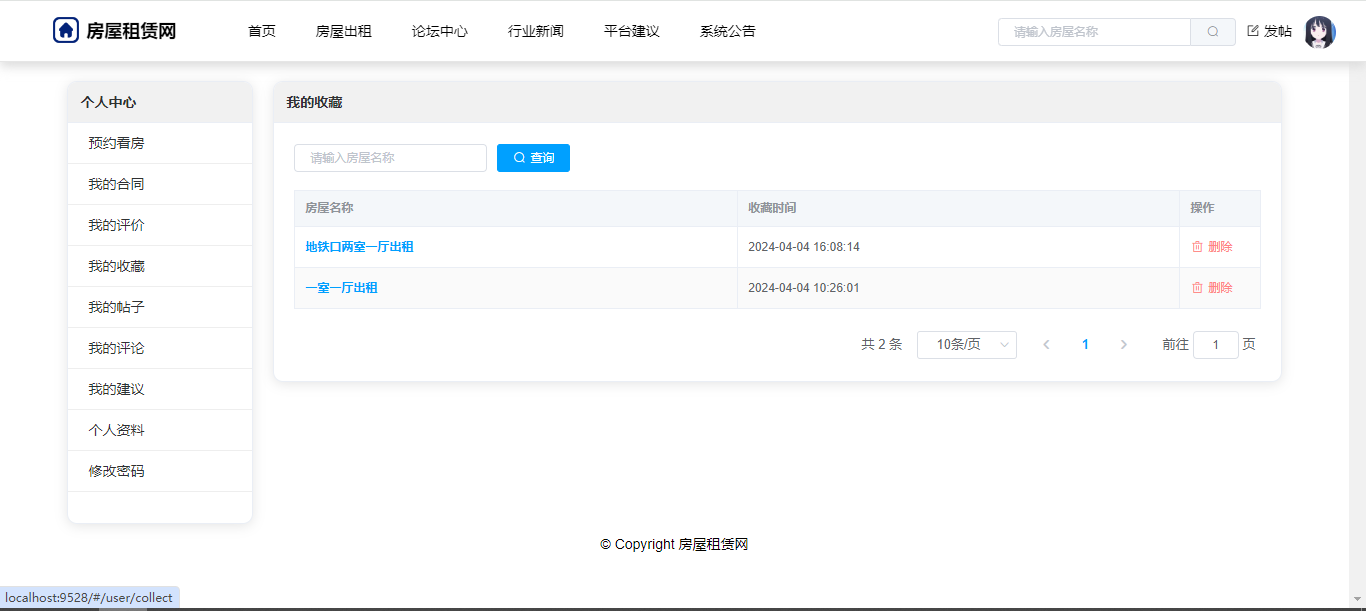 房屋租赁网 首页 房屋出租 论坛中心 行业新闻 平台建议 系统公告 请输入房屋名称 发帖
个人中心
预约看房
我的合同
我的评价
我的收藏
我的帖子
我的评论
我的建议
个人资料
修改密码
我的收藏
请输入房屋名称 查询
房屋名称 收藏时间 操作
地铁口两室一厅出租 2024-04-04 16:08:14 删除
一室一厅出租 2024-04-04 10:26:01 删除
共 2 条 10条/页 1 前往 1 页
© Copyright 房屋租赁网
localhost:9528/#/user/collect